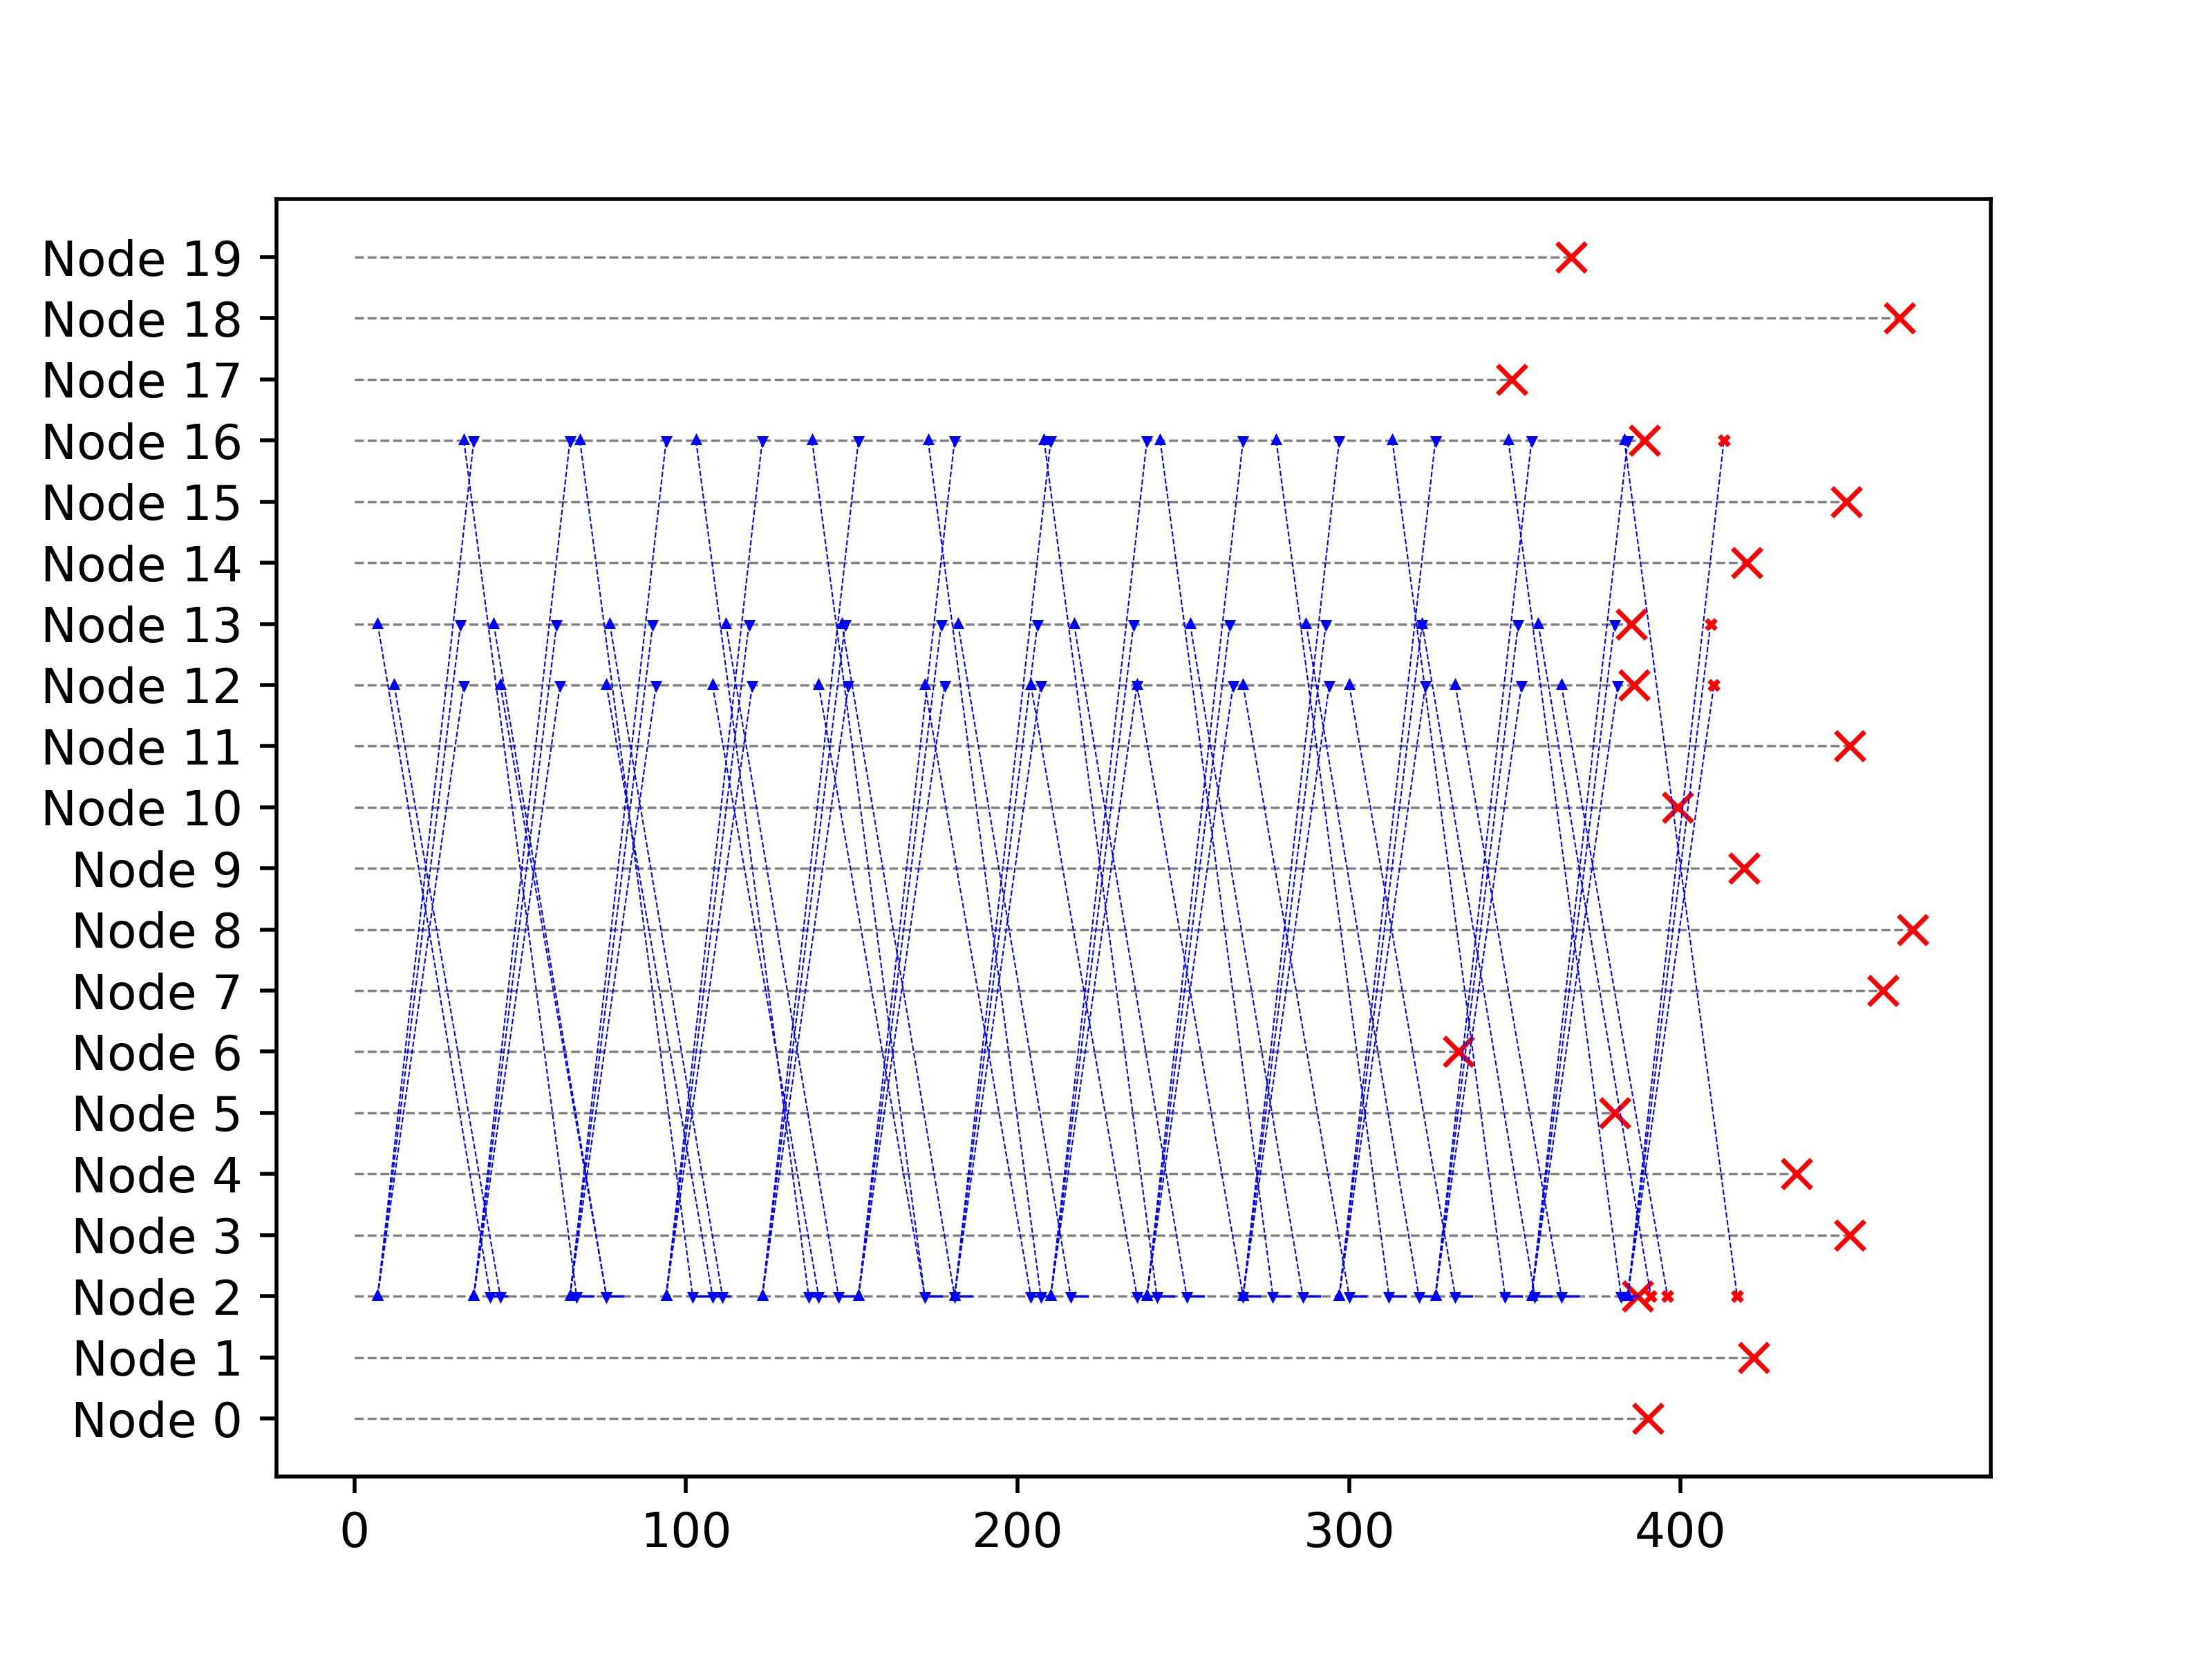 Node 19
Node 18
Node 17
Node 16
Node 15
Node 14
Node 13
Node 12
Node 11
Node 10
Node 9
Node 8
Node 7
Node 6
Node 5
Node 4
Node 3
Node 2
Node 1
Node 0
0 100 200 300 400